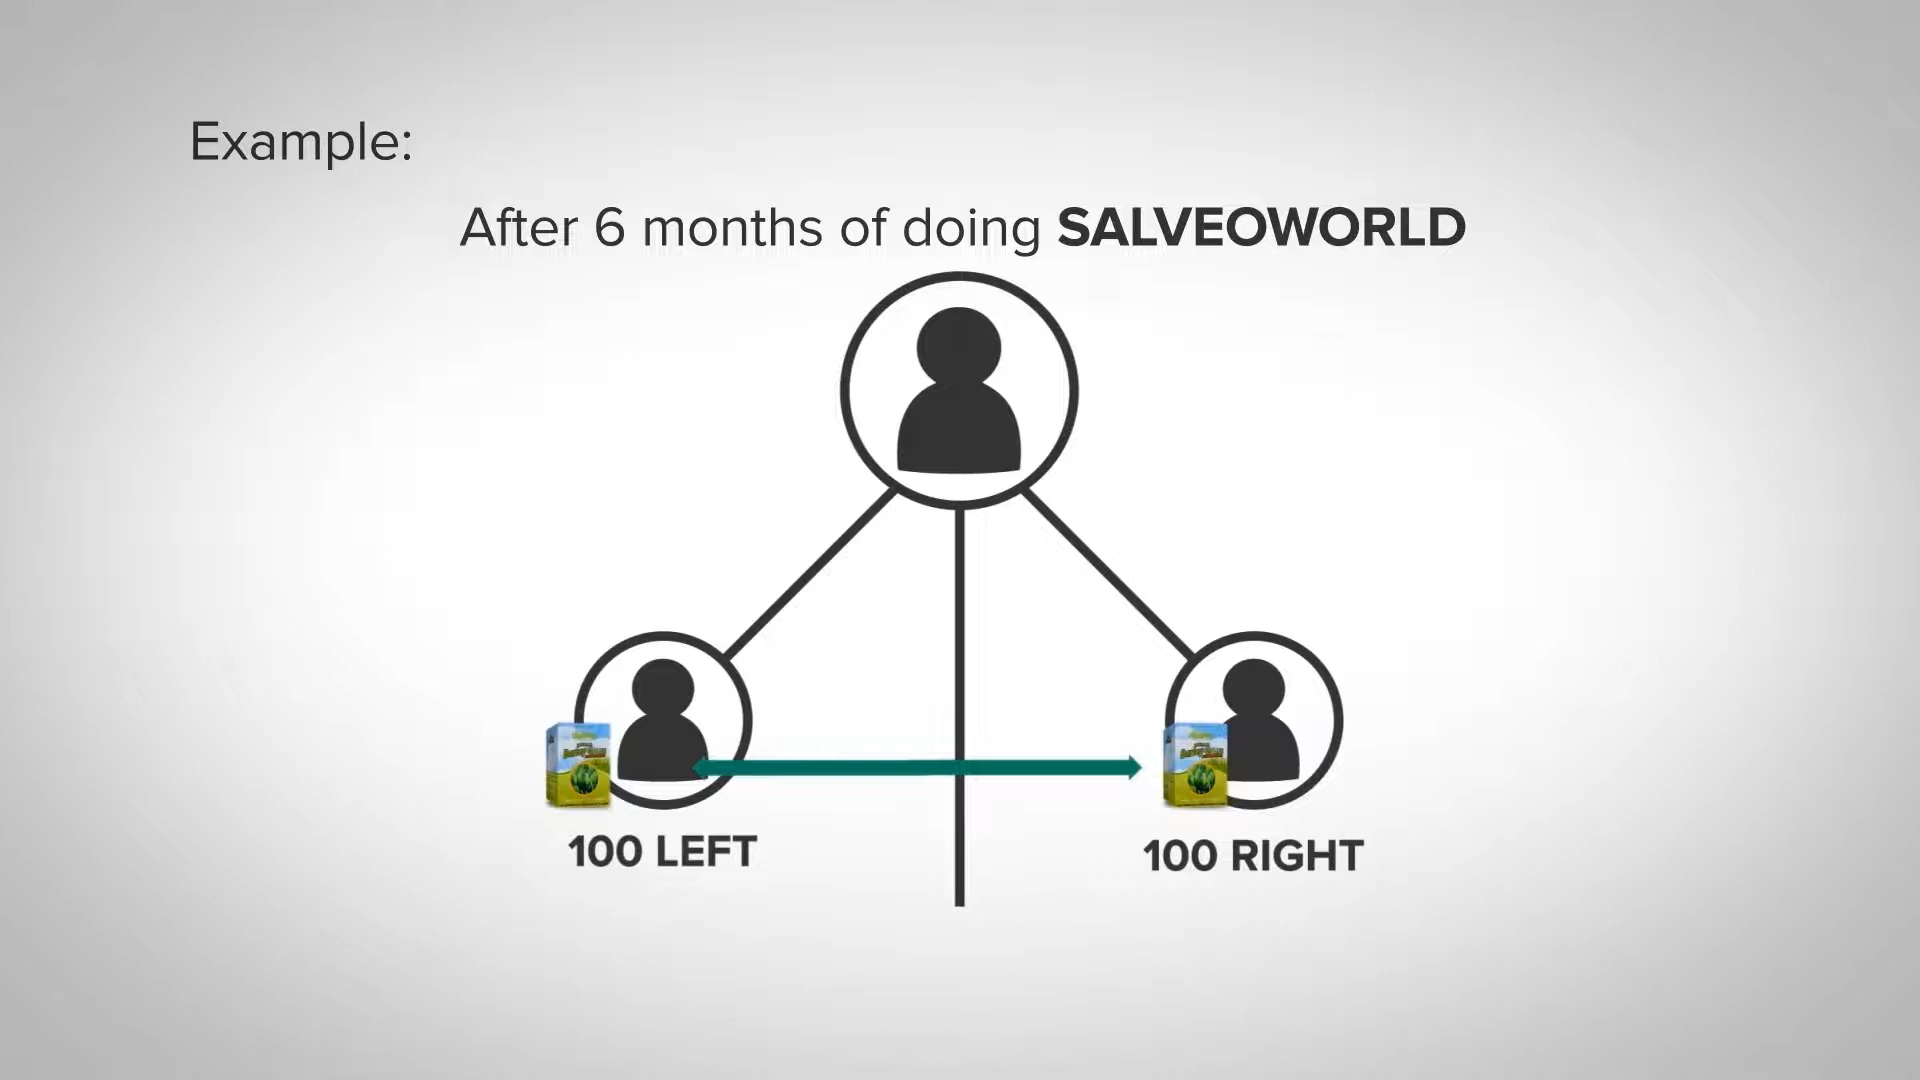 Example:
After 6 months of doing SALVEOWORLD
100 LEFT
100 RIGHT